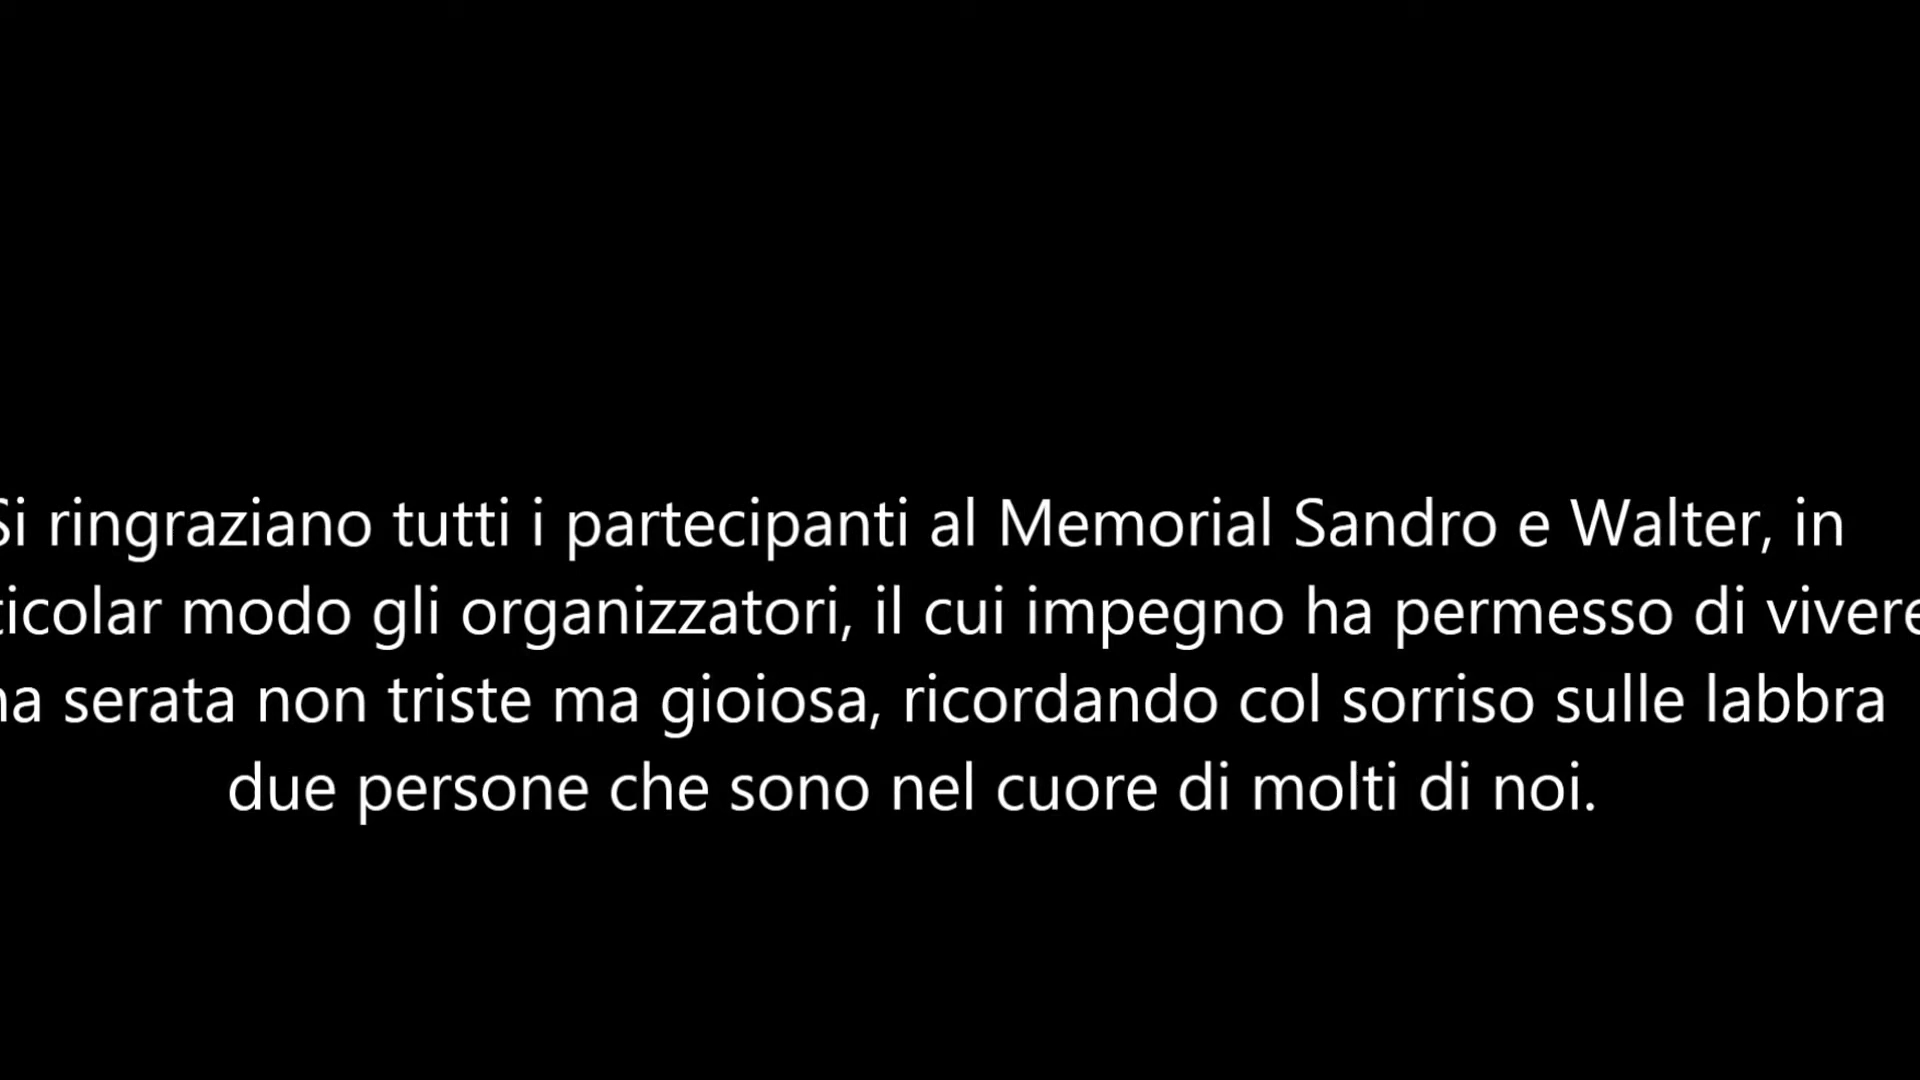 Si ringraziano tutti i partecipanti al Memorial Sandro e Walter, in
ticolar modo gli organizzatori, il cui impegno ha permesso di vivere
na serata non triste ma gioiosa, ricordando col sorriso sulle labbra
due persone che sono nel cuore di molti di noi.